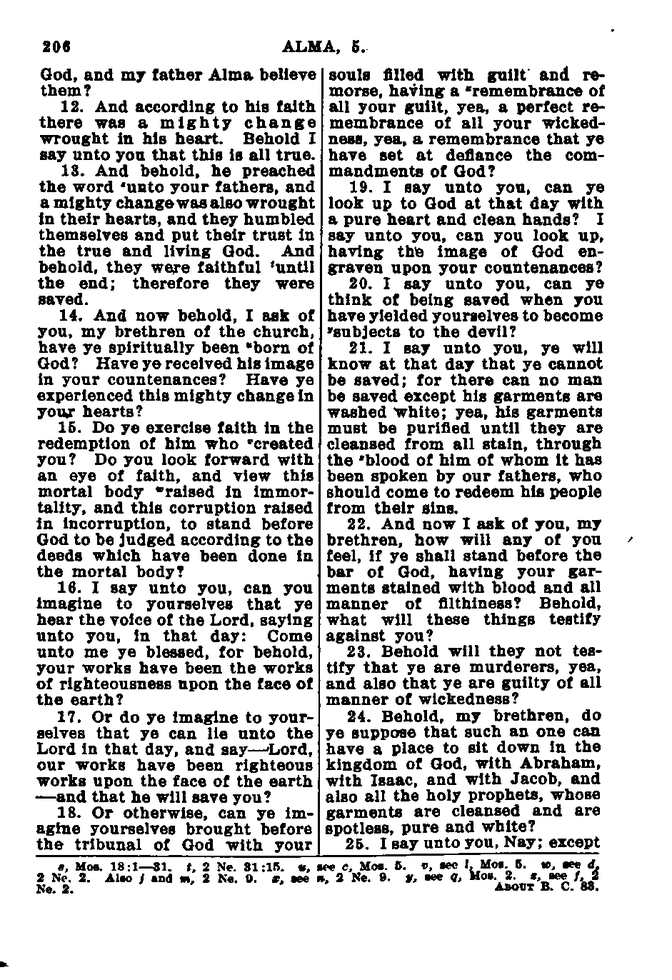 206
ALMA, 5.
God, and my father Alma believe
them?
12. And according to his faith
there was a mighty change
wrought in his heart. Behold I
say unto you that this is all true.
13. And behold, he preached
the word ˢunto your fathers, and
a mighty change was also wrought
in their hearts, and they humbled
themselves and put their trust in
the true and living God. And
behold, they were faithful ᵗuntil
the end; therefore they were
saved.
14. And now behold, I ask of
you, my brethren of the church,
have ye spiritually been ᵘborn of
God? Have ye received his image
in your countenances? Have ye
experienced this mighty change in
your hearts?
15. Do ye exercise faith in the
redemption of him who ᵛcreated
you? Do you look forward with
an eye of faith, and view this
mortal body ʷraised in immor-
tality, and this corruption raised
in incorruption, to stand before
God to be judged according to the
deeds which have been done in
the mortal body?
16. I say unto you, can you
imagine to yourselves that ye
hear the voice of the Lord, saying
unto you, in that day: Come
unto me ye blessed, for behold,
your works have been the works
of righteousness upon the face of
the earth?
17. Or do ye imagine to your-
selves that ye can lie unto the
Lord in that day, and say—Lord,
our works have been righteous
works upon the face of the earth
—and that he will save you?
18. Or otherwise, can ye im-
agine yourselves brought before
the tribunal of God with your
souls filled with guilt and re-
morse, having a ˣremembrance of
all your guilt, yea, a perfect re-
membrance of all your wicked-
ness, yea, a remembrance that ye
have set at defiance the com-
mandments of God?
19. I say unto you, can ye
look up to God at that day with
a pure heart and clean hands? I
say unto you, can you look up,
having the image of God en-
graven upon your countenances?
20. I say unto you, can ye
think of being saved when you
have yielded yourselves to become
ʸsubjects to the devil?
21. I say unto you, ye will
know at that day that ye cannot
be saved; for there can no man
be saved except his garments are
washed white; yea, his garments
must be purified until they are
cleansed from all stain, through
the ᶻblood of him of whom it has
been spoken by our fathers, who
should come to redeem his people
from their sins.
22. And now I ask of you, my
brethren, how will any of you
feel, if ye shall stand before the
bar of God, having your gar-
ments stained with blood and all
manner of filthiness? Behold,
what will these things testify
against you?
23. Behold will they not tes-
tify that ye are murderers, yea,
and also that ye are guilty of all
manner of wickedness?
24. Behold, my brethren, do
ye suppose that such an one can
have a place to sit down in the
kingdom of God, with Abraham,
with Isaac, and with Jacob, and
also all the holy prophets, whose
garments are cleansed and are
spotless, pure and white?
25. I say unto you, Nay; except
s, Mos. 18:1—31. t, 2 Ne. 31:15. u, see c, Mos. 5. v, see l, Mos. 5. w, see d,
2 Ne. 2. Also j and m, 2 Ne. 9. x, see n, 2 Ne. 9. y, see q, Mos. 2. z, see f, 2
Ne. 2.
ABOUT B. C. 83.